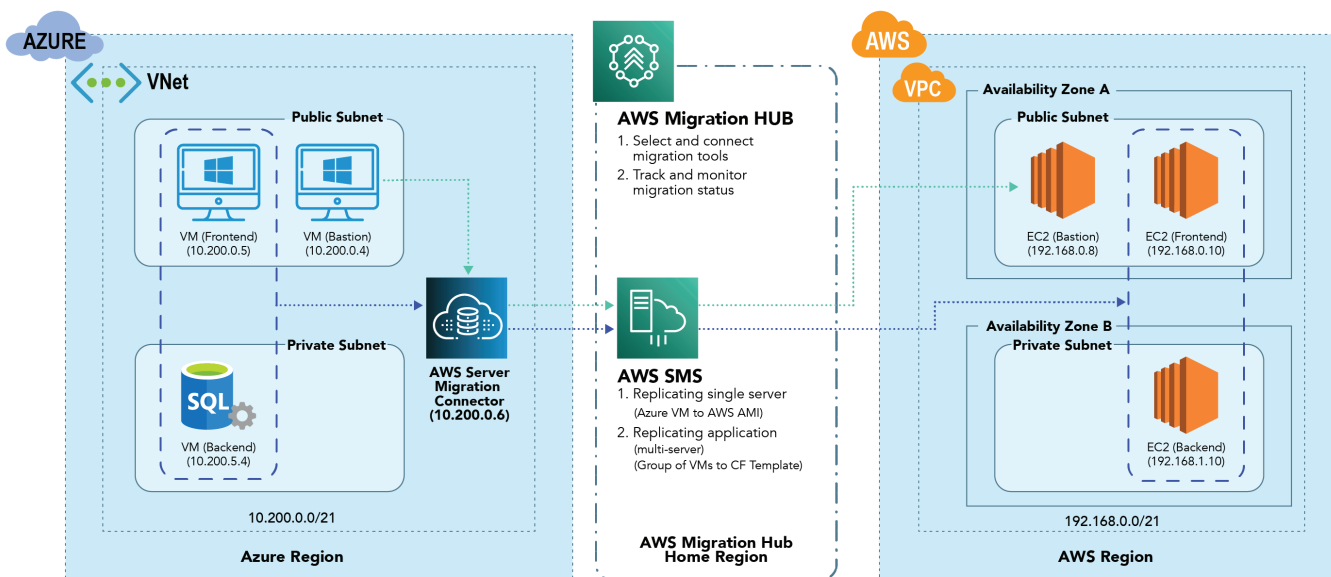 AZURE
VNet
Public Subnet
VM (Frontend)
(10.200.0.5)
VM (Bastion)
(10.200.0.4)
Private Subnet
SQL
VM (Backend)
(10.200.5.4)
10.200.0.0/21
Azure Region
AWS Server
Migration
Connector
(10.200.0.6)
AWS Migration HUB
1. Select and connect
migration tools
2. Track and monitor
migration status
AWS SMS
1. Replicating single server
(Azure VM to AWS AMI)
2. Replicating application
(multi-server)
(Group of VMs to CF Template)
AWS Migration Hub
Home Region
AWS
VPC
Availability Zone A
Public Subnet
EC2 (Bastion)
(192.168.0.8)
EC2 (Frontend)
(192.168.0.10)
Availability Zone B
Private Subnet
EC2 (Backend)
(192.168.1.10)
192.168.0.0/21
AWS Region